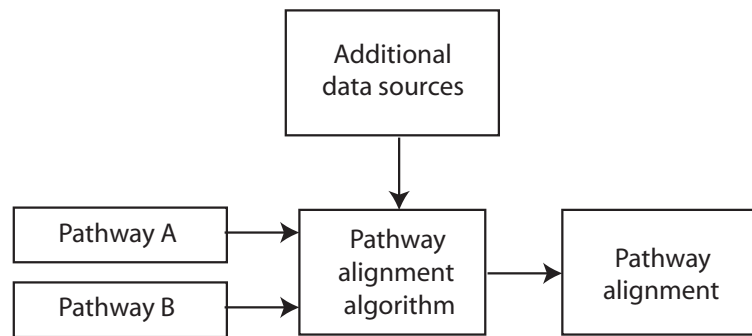 Additional
data sources
Pathway A
Pathway B
Pathway
alignment
algorithm
Pathway
alignment